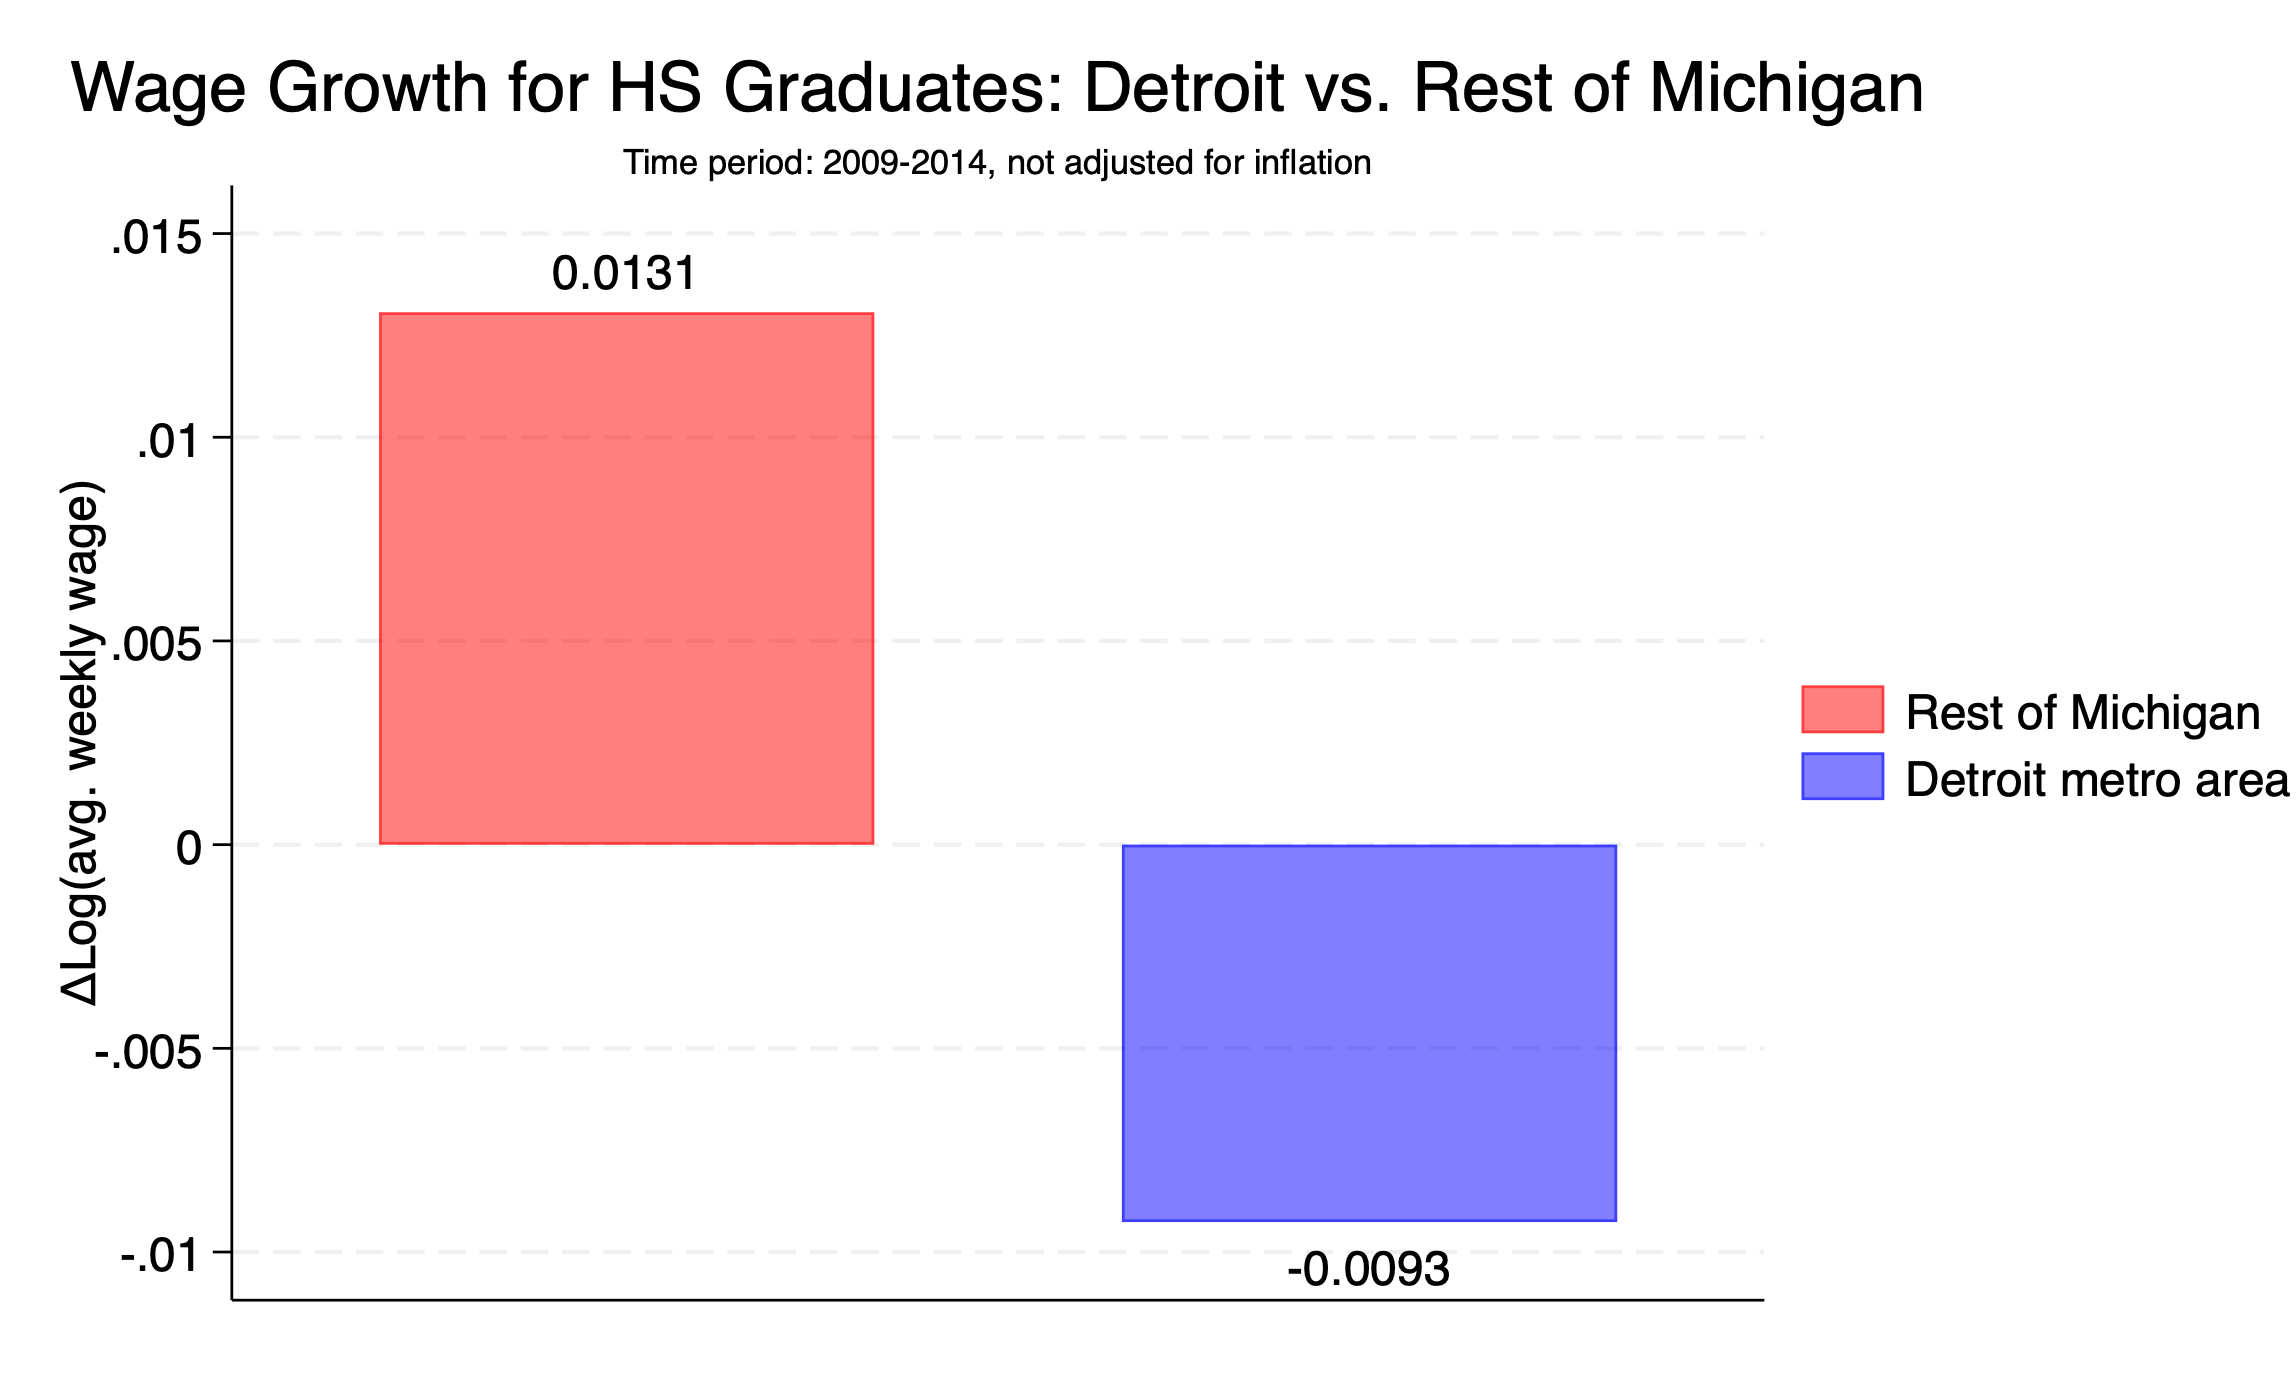 Wage Growth for HS Graduates: Detroit vs. Rest of Michigan
Time period: 2009-2014, not adjusted for inflation
ΔLog(avg. weekly wage)
.015
.01
.005
0
-.005
-.01
0.0131
-0.0093
Rest of Michigan
Detroit metro area